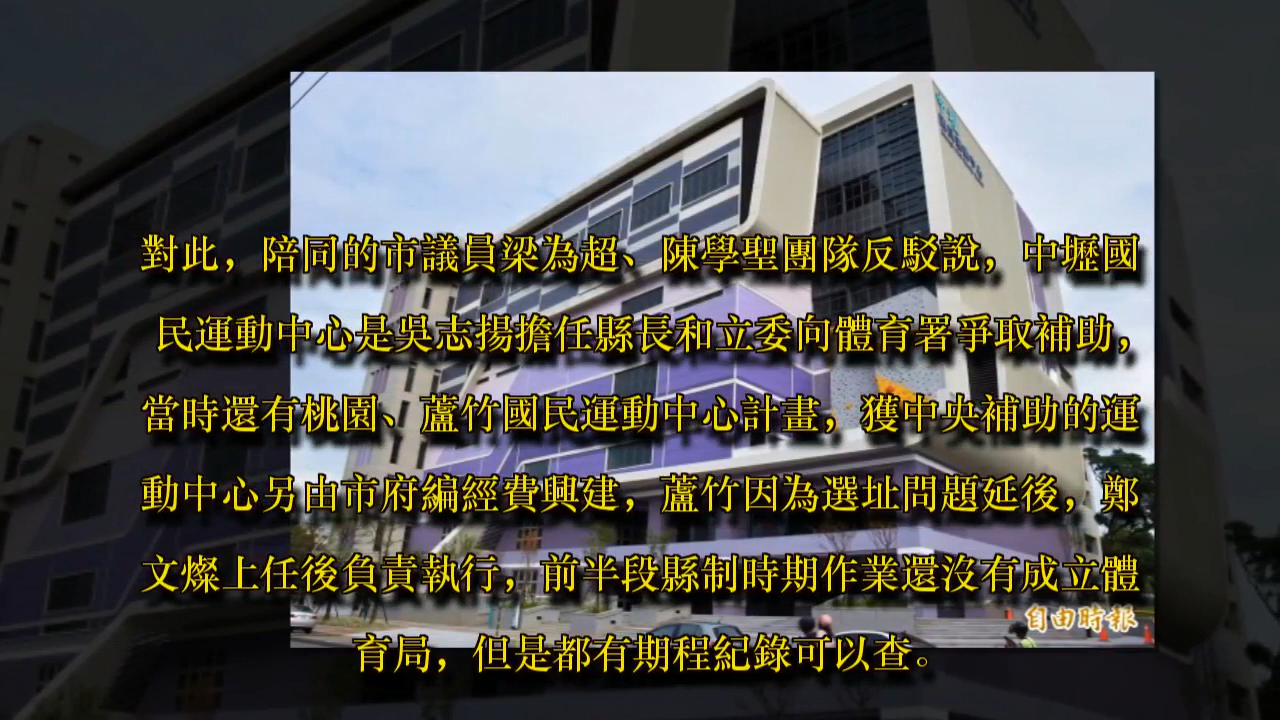 對此，陪同的市議員梁為超、陳學聖團隊反駁說，中壢國
民運動中心是吳志揚擔任縣長和立委向體育署爭取補助，
當時還有桃園、蘆竹國民運動中心計畫，獲中央補助的運
動中心另由市府編經費興建，蘆竹因為選址問題延後，鄭
文燦上任後負責執行，前半段縣制時期作業還沒有成立體
育局，但是都有期程紀錄可以查。
自由時報